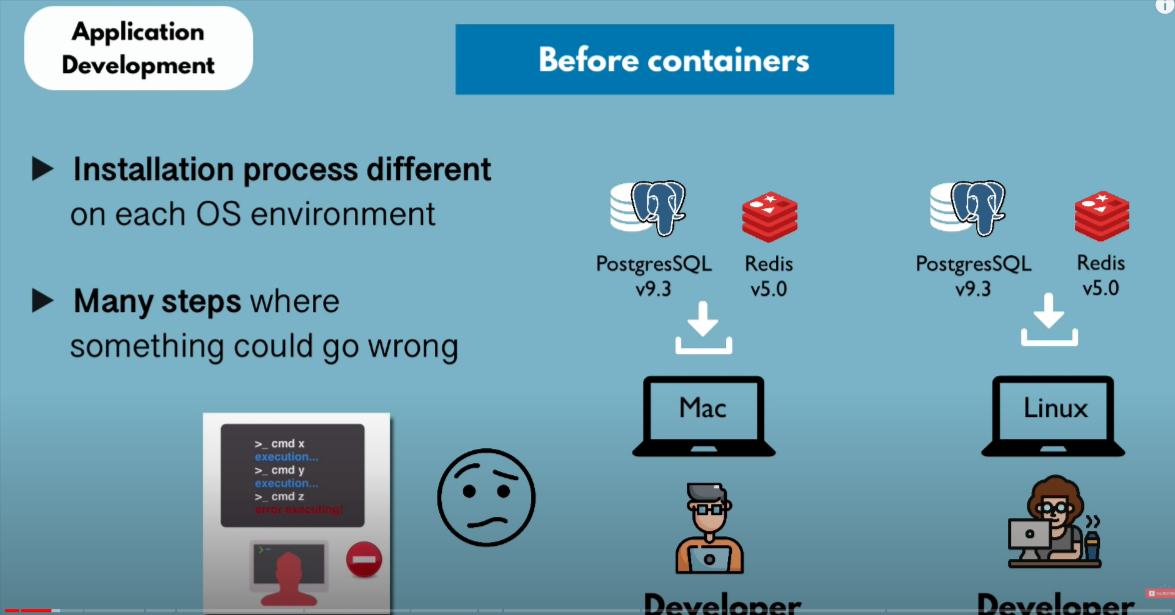 Application
Development
Before containers
Installation process different
on each OS environment
Many steps where
something could go wrong
>_ cmd x
execution...
>_ cmd y
execution...
>_ cmd z
error executing!
PostgresSQL
v9.3
Redis
v5.0
Mac
Developer
PostgresSQL
v9.3
Redis
v5.0
Linux
Developer